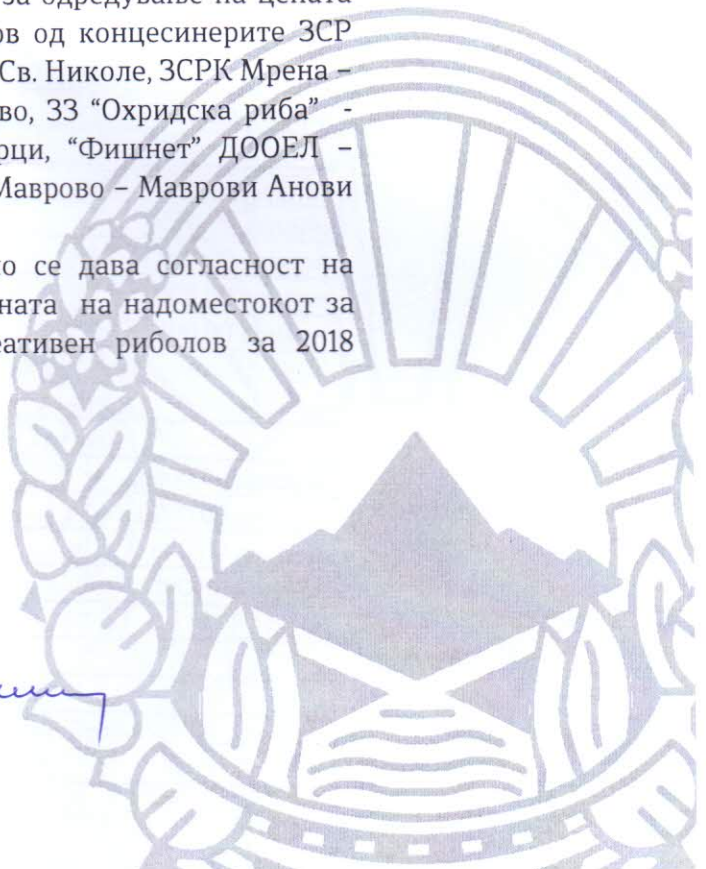 за одредување на цената
ов од концесинерите ЗСР
Св. Николе, ЗСРК Мрена –
во, ЗЗ “Охридска риба” -
рци, “Фишнет” ДООЕЛ –
Маврово – Маврови Анови
о се дава согласност на
ната на надоместокот за
еативен риболов за 2018